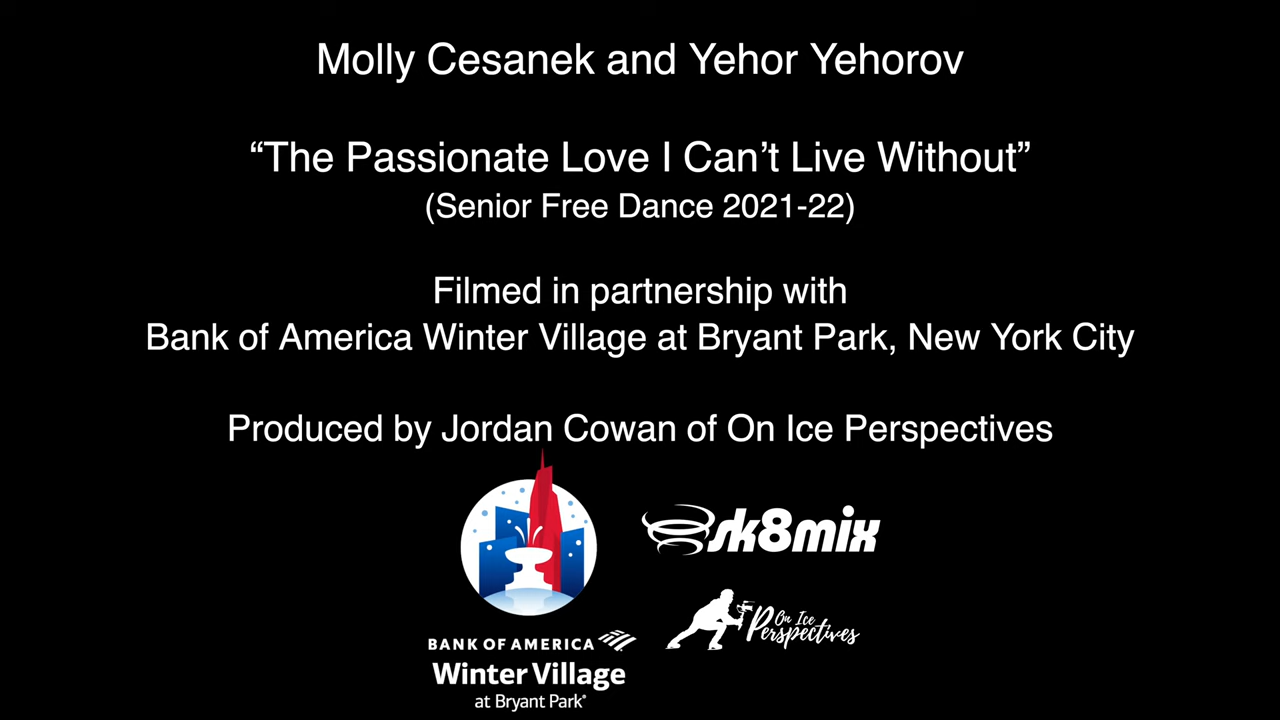 Molly Cesanek and Yehor Yehorov
“The Passionate Love I Can’t Live Without”
(Senior Free Dance 2021-22)
Filmed in partnership with
Bank of America Winter Village at Bryant Park, New York City
Produced by Jordan Cowan of On Ice Perspectives
sk8mix
On Ice
Perspectives
BANK OF AMERICA
Winter Village
at Bryant Park®